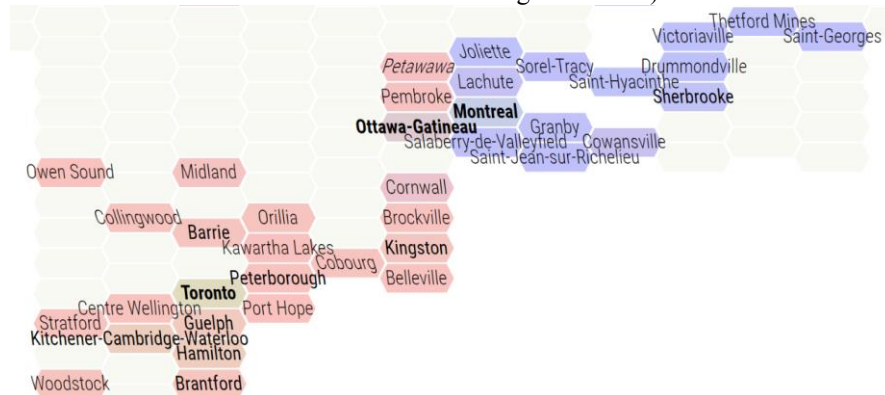 Thetford Mines
Victoriaville
Saint-Georges
Joliette
Petawawa
Sorel-Tracy
Drummondville
Lachute
Saint-Hyacinthe
Pembroke
Sherbrooke
Montreal
Ottawa-Gatineau
Granby
Salaberry-de-Valleyfield
Cowansville
Saint-Jean-sur-Richelieu
Owen Sound
Midland
Cornwall
Collingwood
Orillia
Brockville
Barrie
Kawartha Lakes
Kingston
Cobourg
Peterborough
Belleville
Toronto
Centre Wellington
Port Hope
Stratford
Guelph
Kitchener-Cambridge-Waterloo
Hamilton
Woodstock
Brantford